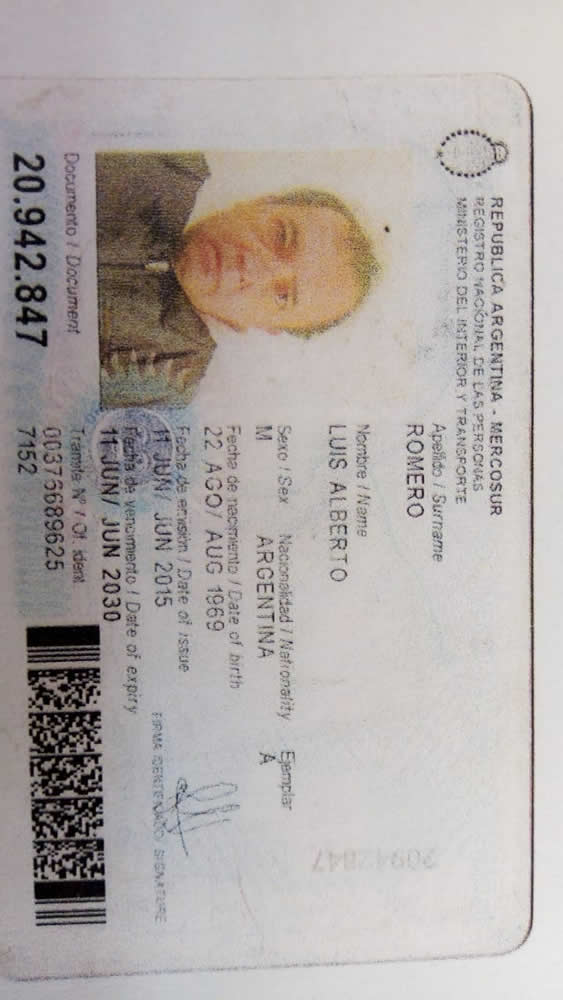 REPUBLICA ARGENTINA - MERCOSUR
REGISTRO NACIONAL DE LAS PERSONAS
MINISTERIO DEL INTERIOR Y TRANSPORTE
Apellido / Surname
ROMERO
Nombre / Name
LUIS ALBERTO
Sexo / Sex Nacionalidad / Nationality Ejemplar
M ARGENTINA A
Fecha de nacimiento / Date of birth
22 AGO/ AUG 1969
Fecha de emisión / Date of issue
11 JUN/ JUN 2015
Fecha de vencimiento / Date of expiry
11 JUN/ JUN 2030
Documento / Document
20.942.847
Trámite Nº / Of. ident.
00376689625
7152
FIRMA IDENTIFICADO / SIGNATURE
20942847